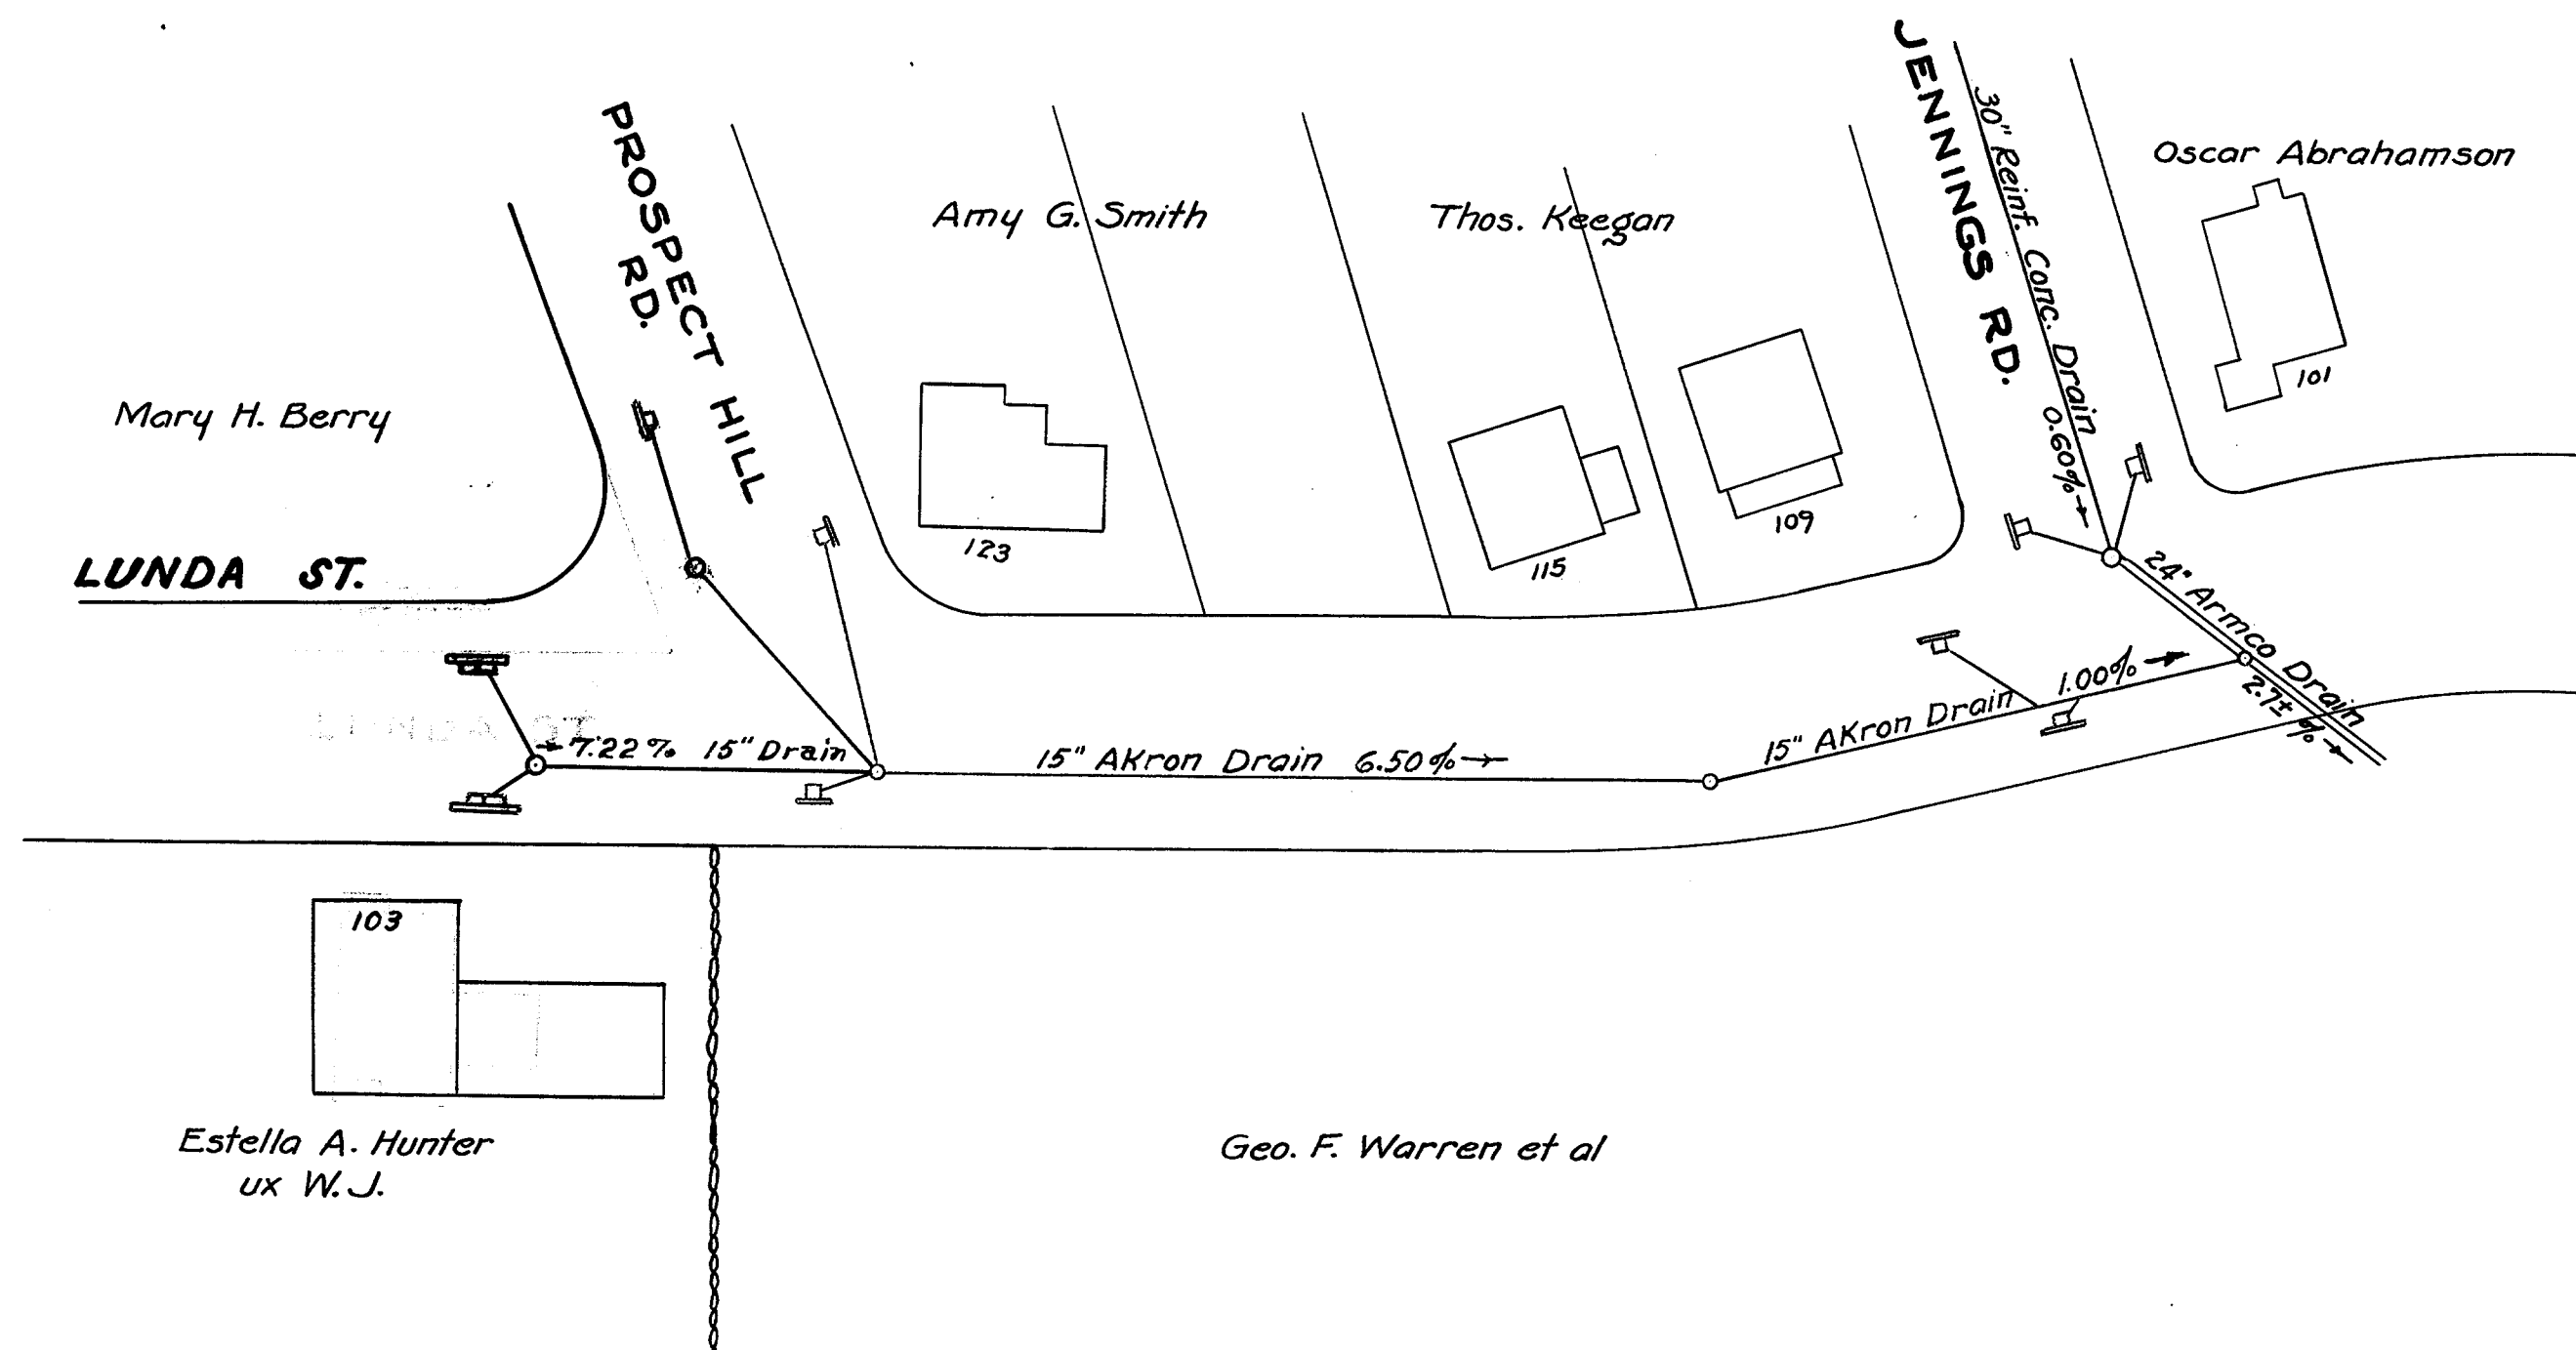 PROSPECT HILL
RD.
JENNINGS RD.
30" Reinf. Conc. Drain
0.60%
Oscar Abrahamson
101
Amy G. Smith
Thos. Keegan
Mary H. Berry
123
115
109
LUNDA ST.
24" Armco Drain
2.7± %
LUNDA ST
7.22% 15" Drain
15" Akron Drain 6.50%
15" Akron Drain 1.00%
103
Estella A. Hunter
ux W.J.
Geo. F. Warren et al